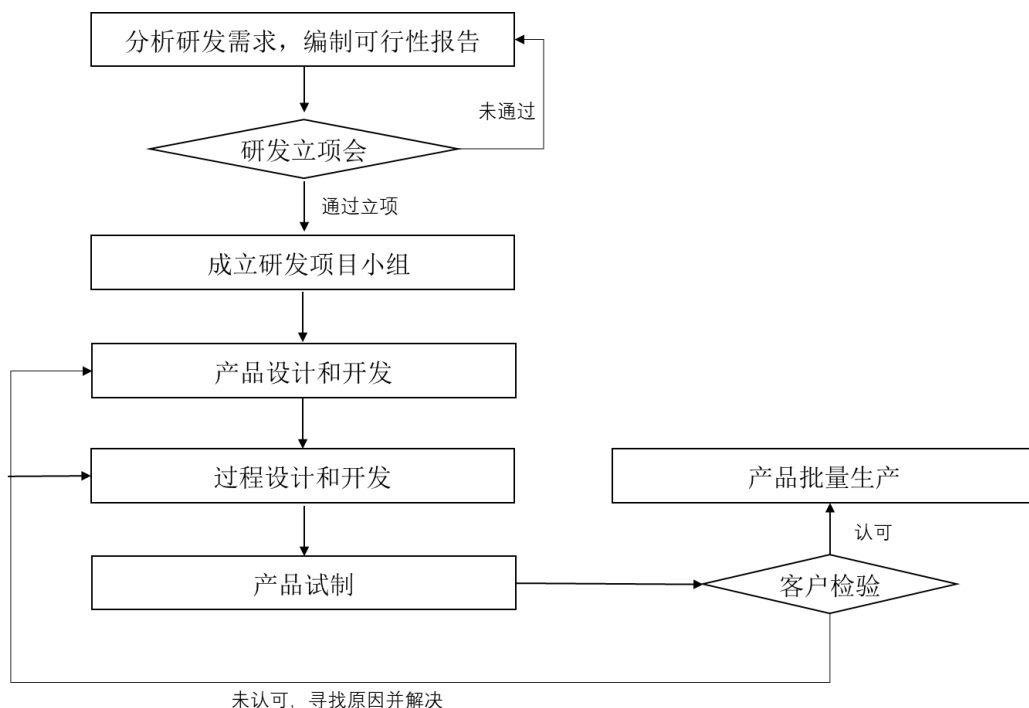 分析研发需求，编制可行性报告
未通过
研发立项会
通过立项
成立研发项目小组
产品设计和开发
过程设计和开发
产品批量生产
认可
产品试制
客户检验
未认可，寻找原因并解决